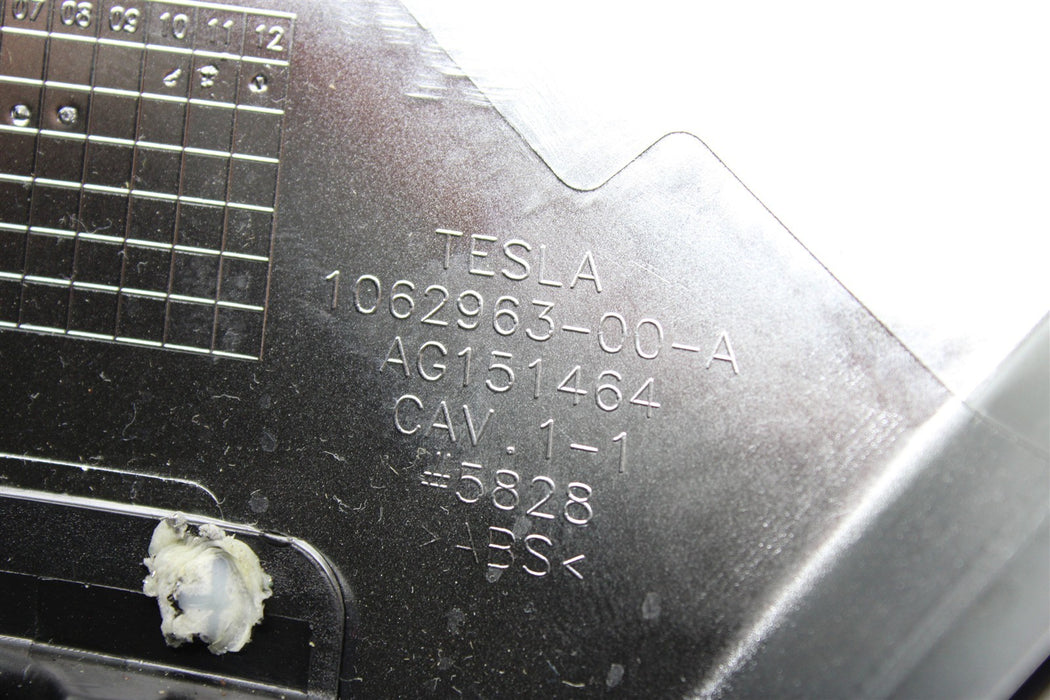 07 08 09 10 11 12
TESLA
1062963-00-A
AG151464
CAV.1-1
#5828
>ABS<